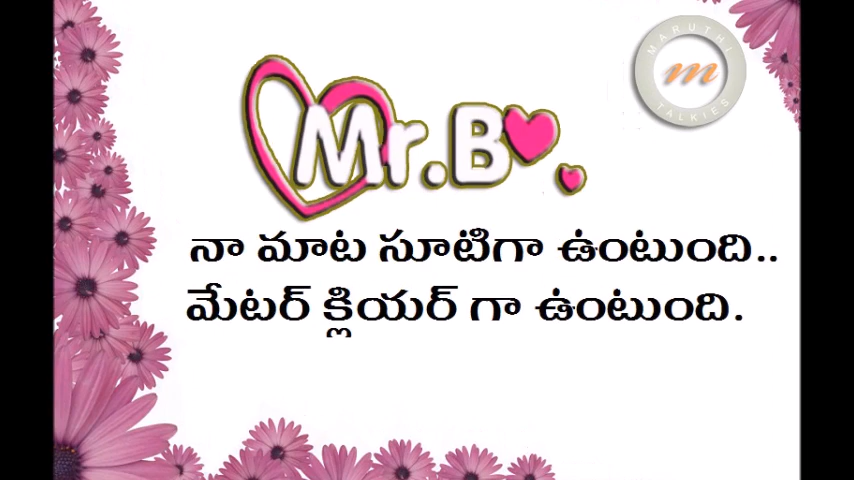 MARUTHI
m
TALKIES
Mr.B
నా మాట సూటిగా ఉంటుంది..
మేటర్ క్లియర్ గా ఉంటుంది.